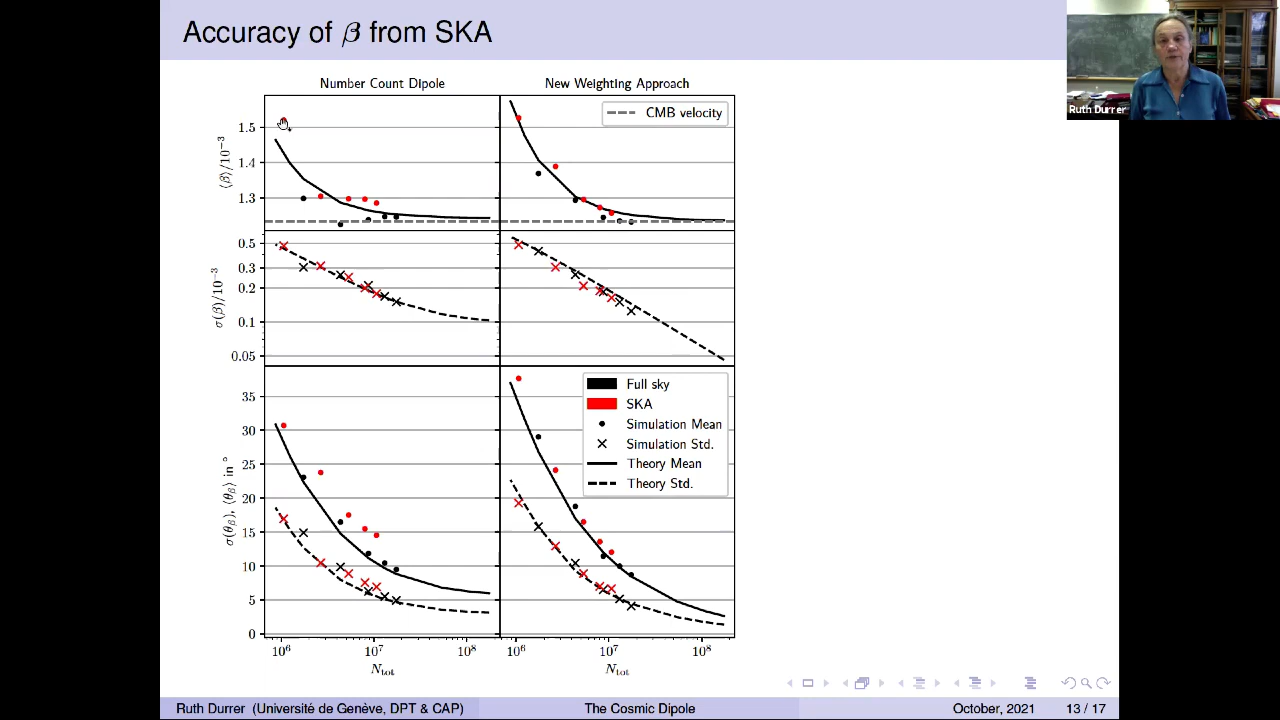 Accuracy of β from SKA
Ruth Durrer
Number Count Dipole
New Weighting Approach
CMB velocity
⟨β⟩/10⁻³
1.5
1.4
1.3
σ(β)/10⁻³
0.5
0.3
0.2
0.1
0.05
σ(θβ), ⟨θβ⟩ in °
35
30
25
20
15
10
5
0
Full sky
SKA
Simulation Mean
Simulation Std.
Theory Mean
Theory Std.
10⁶ 10⁷ 10⁸
10⁶ 10⁷ 10⁸
Ntot
Ntot
Ruth Durrer (Université de Genève, DPT & CAP) The Cosmic Dipole October, 2021 13 / 17